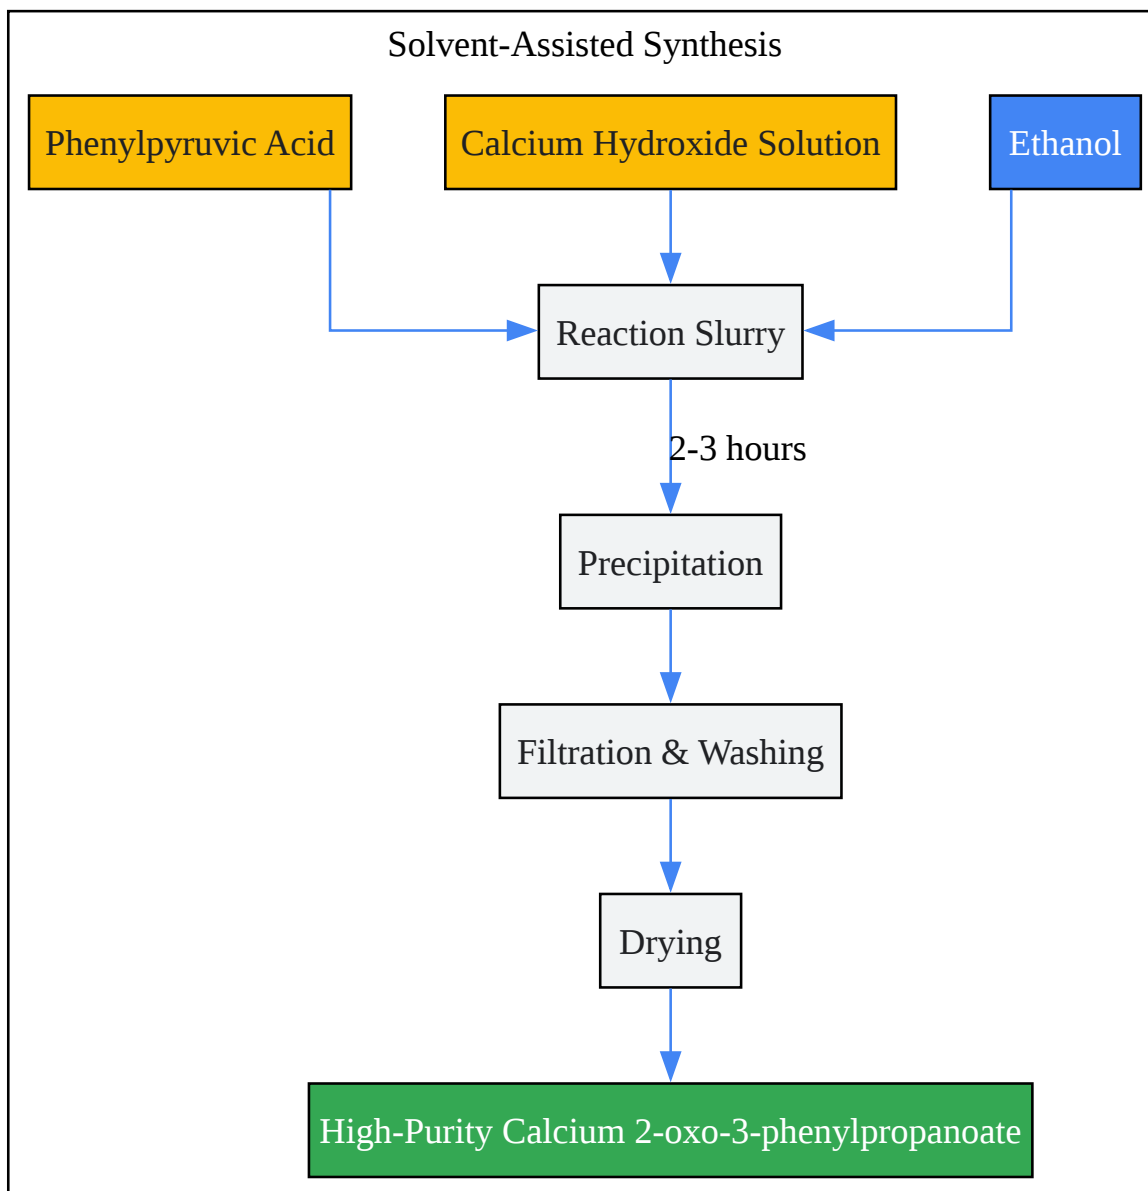 Solvent-Assisted Synthesis
Phenylpyruvic Acid
Calcium Hydroxide Solution
Ethanol
Reaction Slurry
2-3 hours
Precipitation
Filtration & Washing
Drying
High-Purity Calcium 2-oxo-3-phenylpropanoate